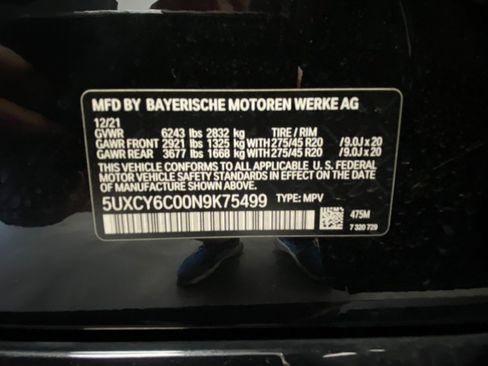 MFD BY BAYERISCHE MOTOREN WERKE AG
12/21
GVWR 6243 lbs 2832 kg TIRE / RIM
GAWR FRONT 2921 lbs 1325 kg WITH 275/45 R20 /9.0J x 20
GAWR REAR 3677 lbs 1668 kg WITH 275/45 R20 /9.0J x 20
THIS VEHICLE CONFORMS TO ALL APPLICABLE U. S. FEDERAL
MOTOR VEHICLE SAFETY STANDARDS IN EFFECT ON THE DATE OF
MANUFACTURE SHOWN ABOVE.
5UXCY6C00N9K75499 TYPE: MPV
475M
7 320 729